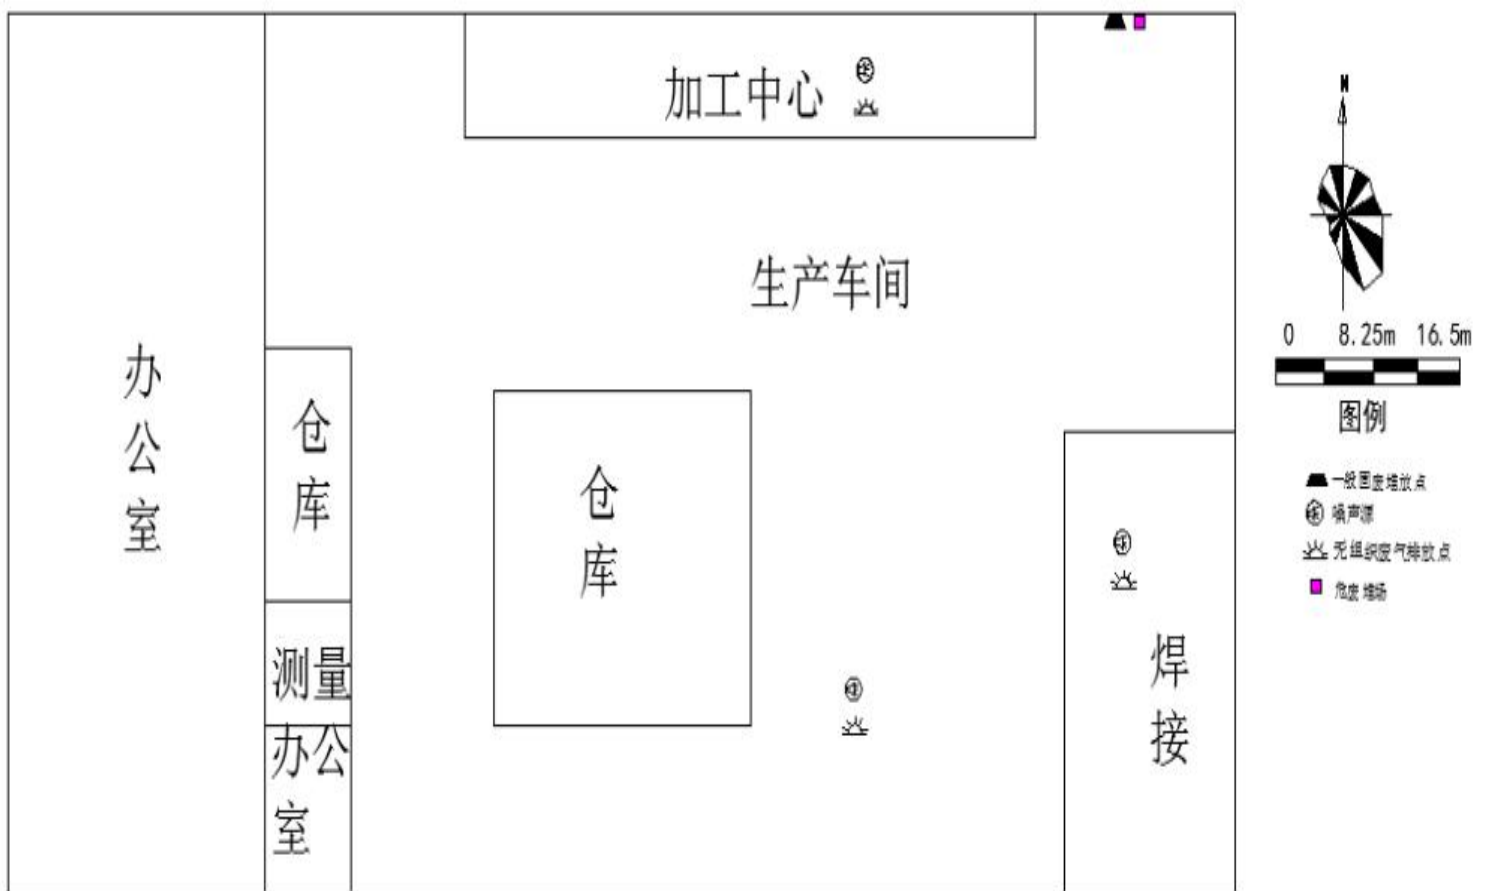 加工中心
N
生产车间
0 8.25m 16.5m
图例
办公室
仓库
仓库
一般固废堆放点
噪声源
无组织废气排放点
危废堆场
测量
办公室
焊接